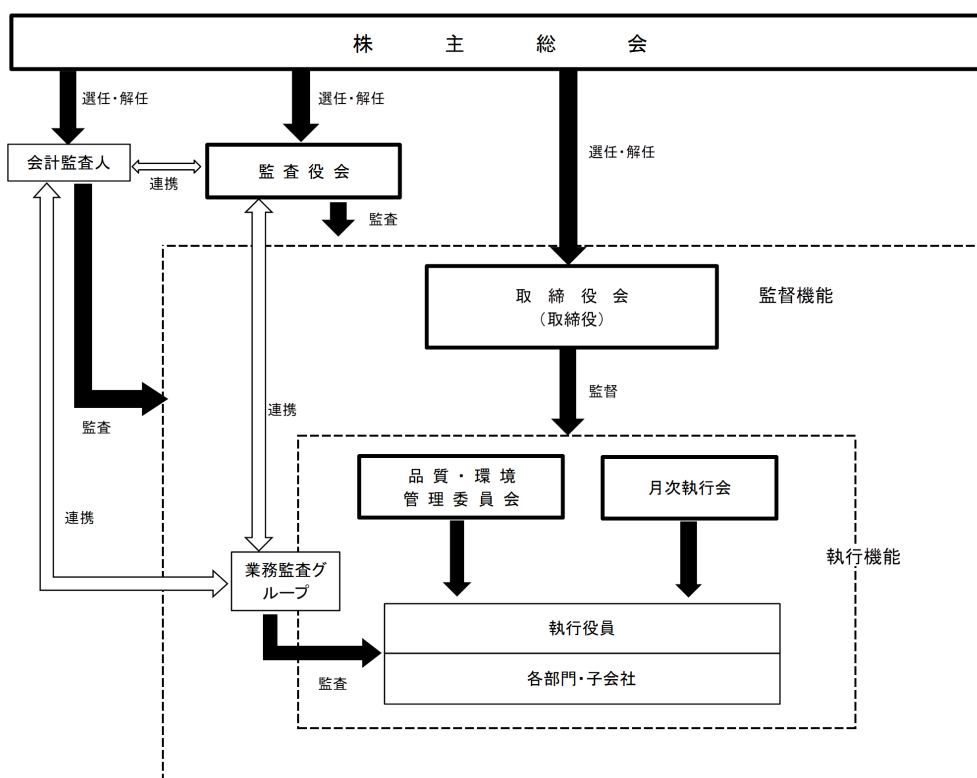 株主総会
選任・解任
選任・解任
選任・解任
会計監査人
連携
監査役会
監査
取締役会
（取締役）
監督機能
監督
監査
連携
品質・環境
管理委員会
月次執行会
連携
業務監査グ
ループ
執行機能
執行役員
監査
各部門・子会社